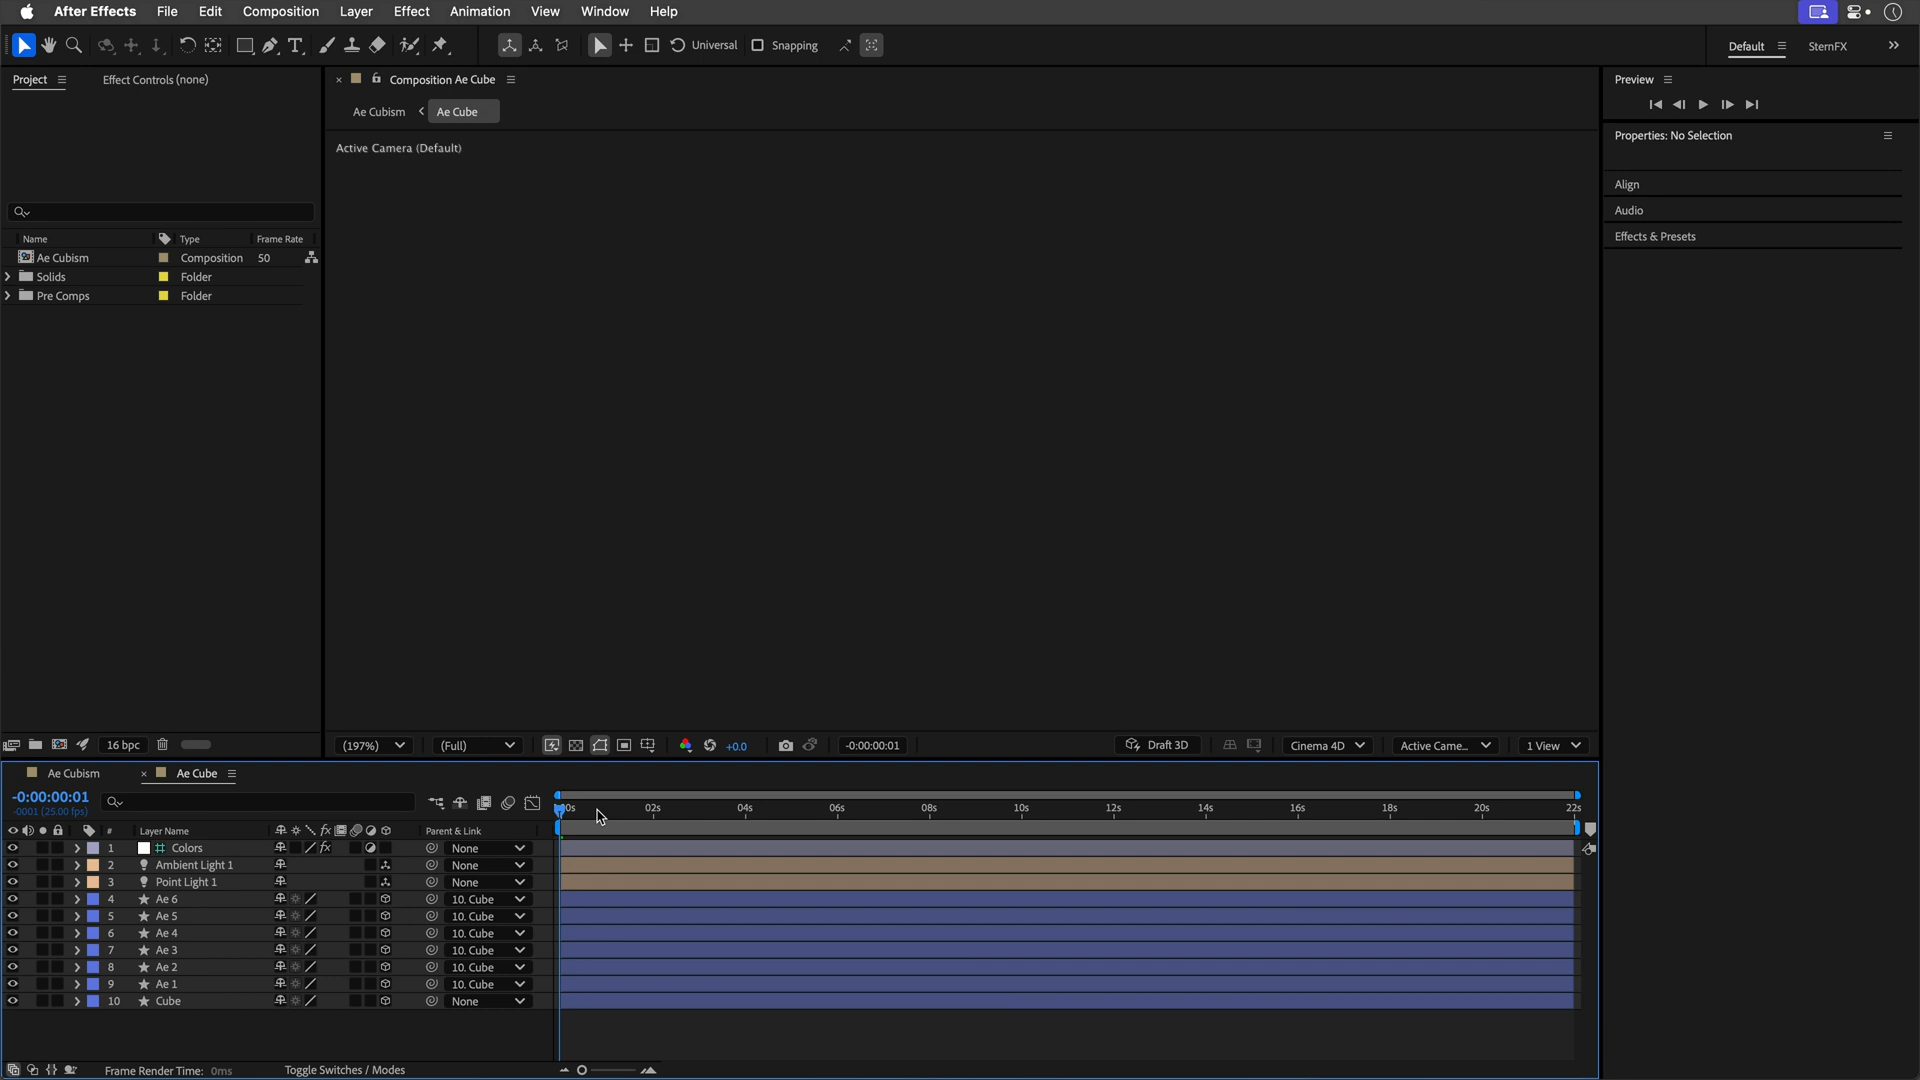 After Effects File Edit Composition Layer Effect Animation View Window Help
Universal Snapping Default SternFX
Project Effect Controls (none) Composition Ae Cube Preview
Ae Cubism Ae Cube
Active Camera (Default)
Properties: No Selection
Align
Audio
Effects & Presets
Name Type Frame Rate
Ae Cubism Composition 50
Solids Folder
Pre Comps Folder
16 bpc (197%) (Full) +0.0 -0:00:00:01 Draft 3D Cinema 4D Active Came... 1 View
Ae Cubism Ae Cube
-0:00:00:01
-0001 (25.00 fps)
02s 04s 06s 08s 10s 12s 14s 16s 18s 20s 22s
# Layer Name Parent & Link
1 Colors None
2 Ambient Light 1 None
3 Point Light 1 None
4 Ae 6 10. Cube
5 Ae 5 10. Cube
6 Ae 4 10. Cube
7 Ae 3 10. Cube
8 Ae 2 10. Cube
9 Ae 1 10. Cube
10 Cube None
Frame Render Time: 0ms Toggle Switches / Modes